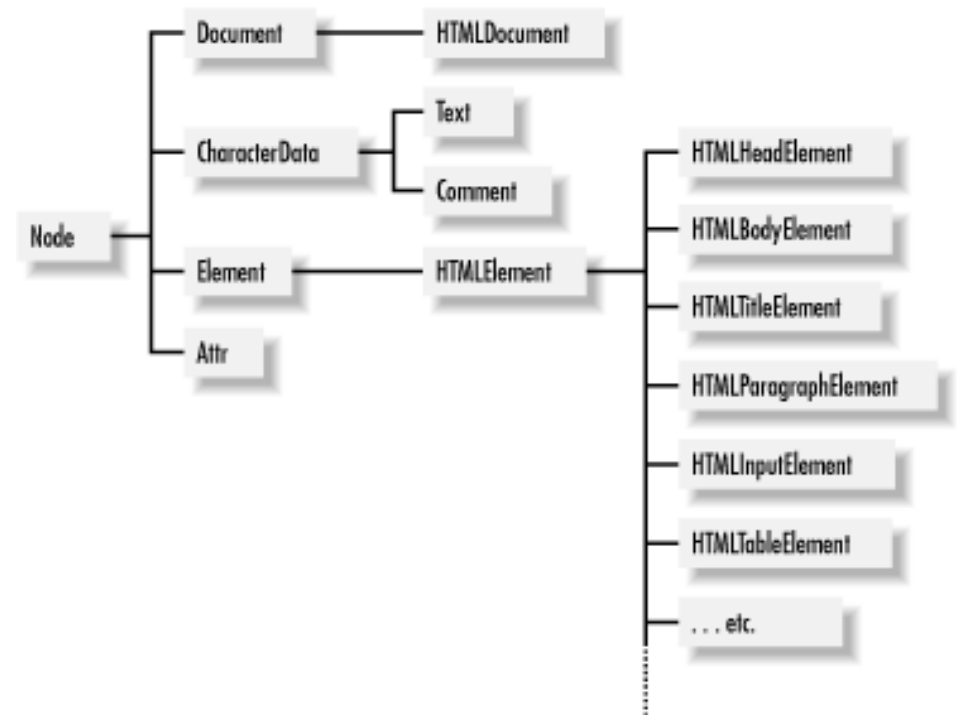 Document
HTMLDocument
Text
CharacterData
HTMLHeadElement
Comment
HTMLBodyElement
Node
Element
HTMLElement
HTMLTitleElement
Attr
HTMLParagraphElement
HTMLInputElement
HTMLTableElement
. . . etc.